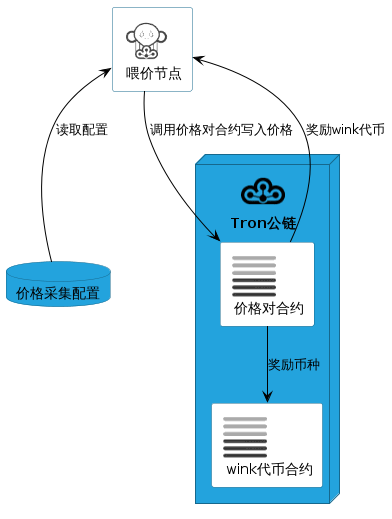 喂价节点
读取配置
调用价格对合约写入价格
奖励wink代币
Tron公链
价格采集配置
价格对合约
奖励币种
wink代币合约